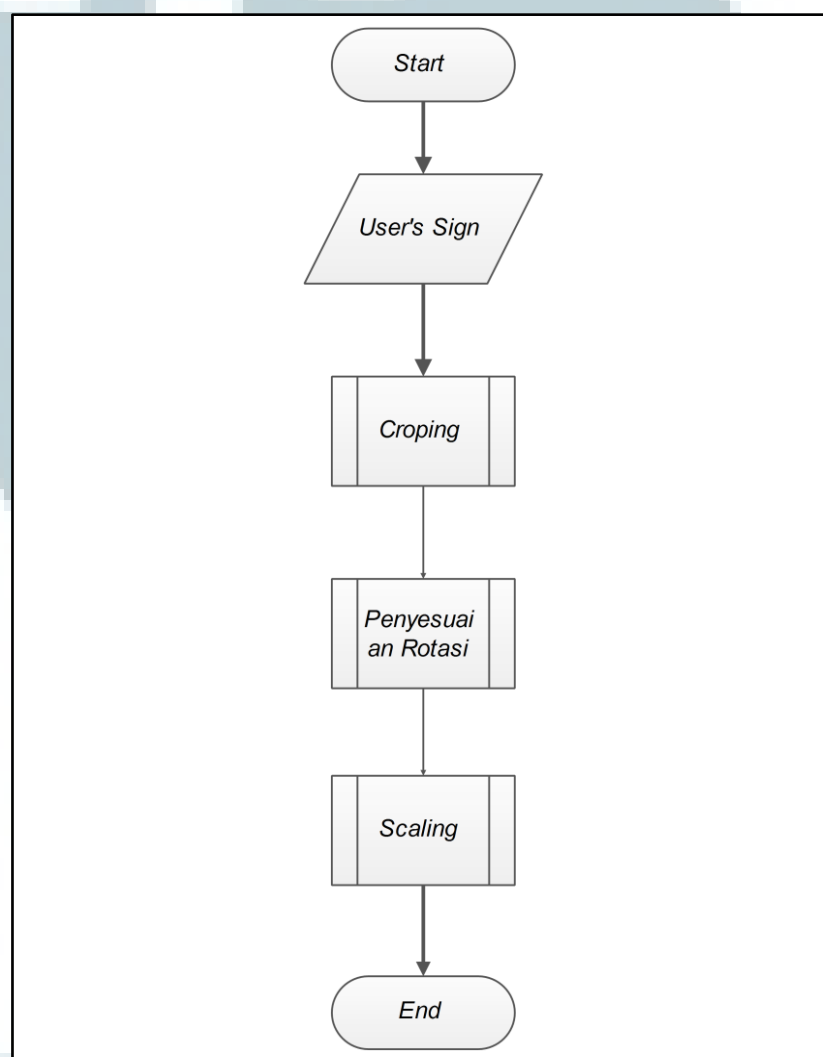 Start
User's Sign
Croping
Penyesuai
an Rotasi
Scaling
End